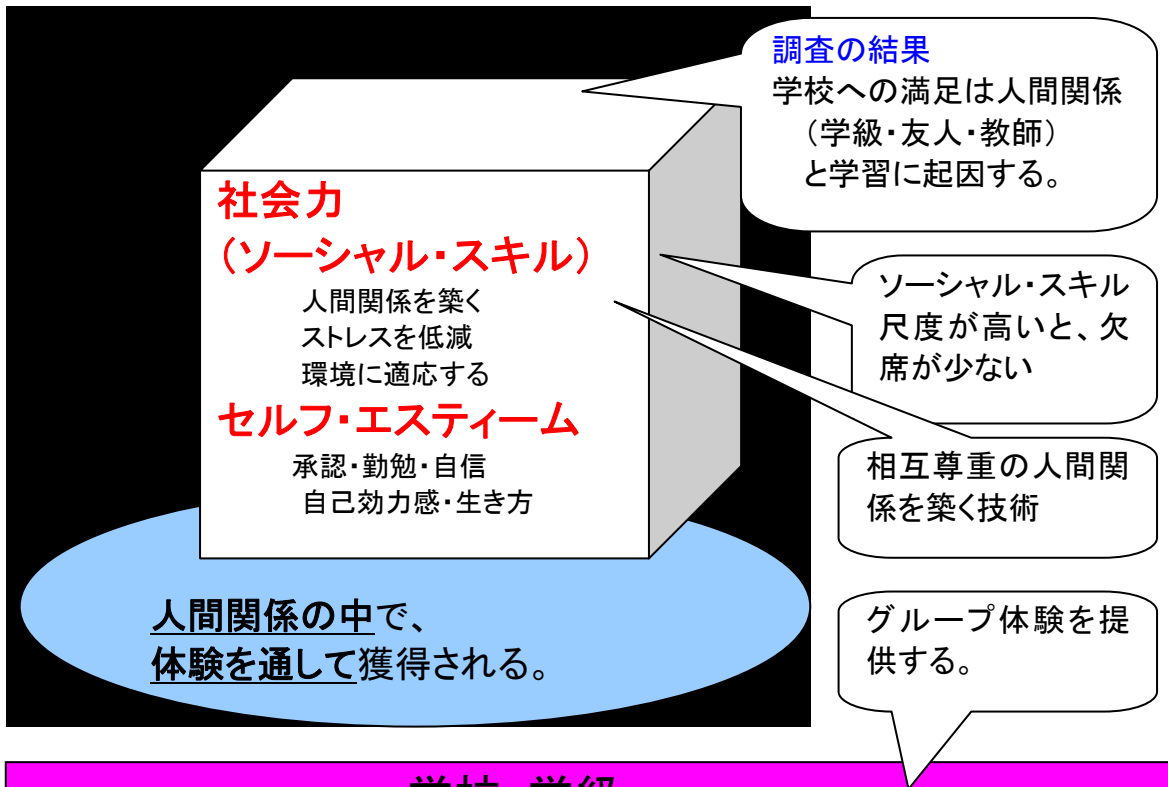 社会力
（ソーシャル・スキル）
人間関係を築く
ストレスを低減
環境に適応する
セルフ・エスティーム
承認・勤勉・自信
自己効力感・生き方
人間関係の中で、
体験を通して獲得される。
調査の結果
学校への満足は人間関係
（学級・友人・教師）
と学習に起因する。
ソーシャル・スキル
尺度が高いと、欠
席が少ない
相互尊重の人間関
係を築く技術
グループ体験を提
供する。